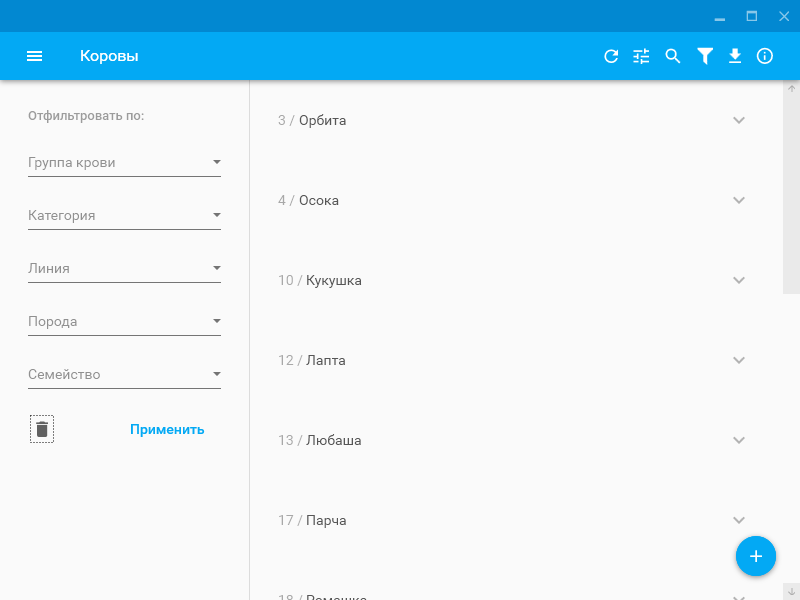 Коровы
Отфильтровать по:
Группа крови
Категория
Линия
Порода
Семейство
Применить
3 / Орбита
4 / Осока
10 / Кукушка
12 / Лапта
13 / Любаша
17 / Парча
18 / Ромашка